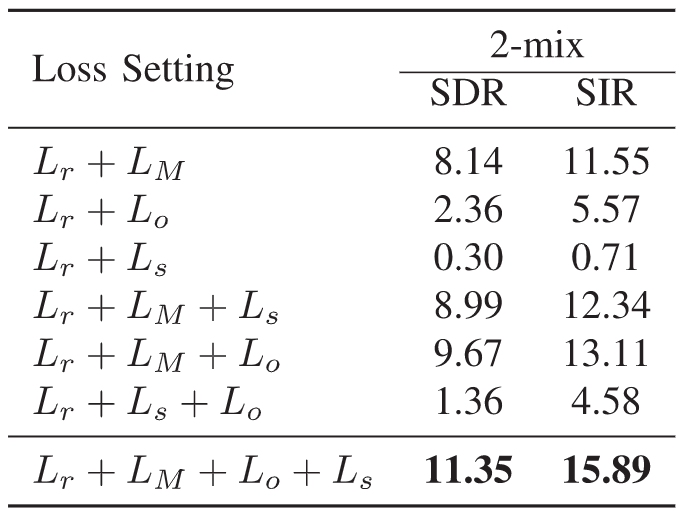 Loss Setting 2-mix
SDR SIR
L_r + L_M 8.14 11.55
L_r + L_o 2.36 5.57
L_r + L_s 0.30 0.71
L_r + L_M + L_s 8.99 12.34
L_r + L_M + L_o 9.67 13.11
L_r + L_s + L_o 1.36 4.58
L_r + L_M + L_o + L_s 11.35 15.89